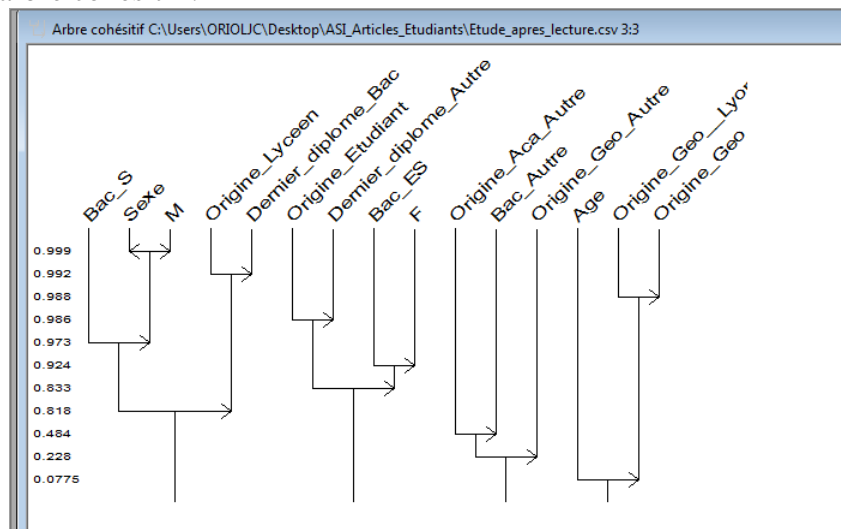 Arbre cohésitif C:\Users\ORIOLJC\Desktop\ASI_Articles_Etudiants\Etude_apres_lecture.csv 3:3
Bac_S
Sexe
M
Origine_Lyceen
Dernier_diplome_Bac
Origine_Etudiant
Dernier_diplome_Autre
Bac_ES
F
Origine_Aca_Autre
Bac_Autre
Origine_Geo_Autre
Age
Origine_Geo__Lyon
Origine_Geo
0.999
0.992
0.988
0.986
0.973
0.924
0.833
0.818
0.484
0.228
0.0775